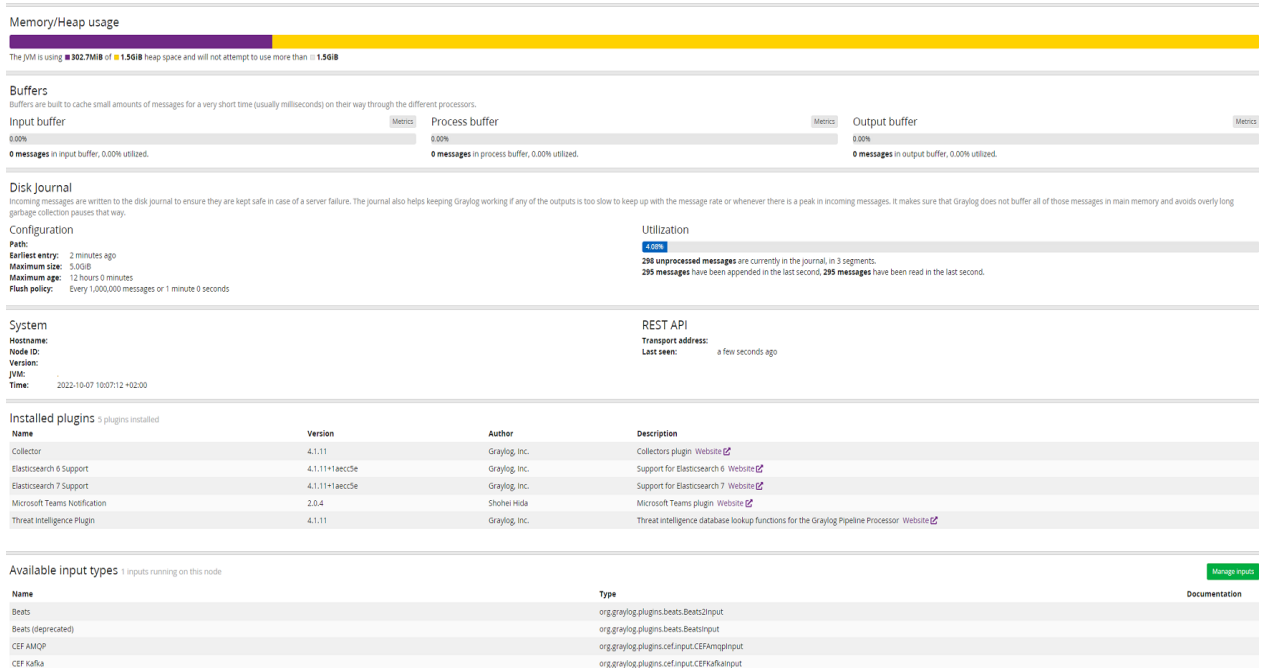 Memory/Heap usage
The JVM is using 302.7MiB of 1.5GiB heap space and will not attempt to use more than 1.5GiB
Buffers
Buffers are built to cache small amounts of messages for a very short time (usually milliseconds) on their way through the different processors.
Input buffer Metrics Process buffer Metrics Output buffer Metrics
0.00% 0.00% 0.00%
0 messages in input buffer, 0.00% utilized. 0 messages in process buffer, 0.00% utilized. 0 messages in output buffer, 0.00% utilized.
Disk Journal
Incoming messages are written to the disk journal to ensure they are kept safe in case of a server failure. The journal also helps keeping Graylog working if any of the outputs is too slow to keep up with the message rate or whenever there is a peak in incoming messages. It makes sure that Graylog does not buffer all of those messages in main memory and avoids overly long
garbage collection pauses that way.
Configuration Utilization
Path: 4.08%
Earliest entry: 2 minutes ago 298 unprocessed messages are currently in the journal, in 3 segments.
Maximum size: 5.0GiB 295 messages have been appended in the last second, 295 messages have been read in the last second.
Maximum age: 12 hours 0 minutes
Flush policy: Every 1,000,000 messages or 1 minute 0 seconds
System REST API
Hostname: Transport address:
Node ID: Last seen: a few seconds ago
Version:
JVM:
Time: 2022-10-07 10:07:12 +02:00
Installed plugins 5 plugins installed
Name Version Author Description
Collector 4.1.11 Graylog, Inc. Collectors plugin Website
Elasticsearch 6 Support 4.1.11+1aecc5e Graylog, Inc. Support for Elasticsearch 6 Website
Elasticsearch 7 Support 4.1.11+1aecc5e Graylog, Inc. Support for Elasticsearch 7 Website
Microsoft Teams Notification 2.0.4 Shohei Hida Microsoft Teams plugin Website
Threat Intelligence Plugin 4.1.11 Graylog, Inc. Threat intelligence database lookup functions for the Graylog Pipeline Processor Website
Available input types 1 inputs running on this node Manage inputs
Name Type Documentation
Beats org.graylog.plugins.beats.Beats2Input
Beats (deprecated) org.graylog.plugins.beats.BeatsInput
CEF AMQP org.graylog.plugins.cef.input.CEFAmqpInput
CEF Kafka org.graylog.plugins.cef.input.CEFKafkaInput